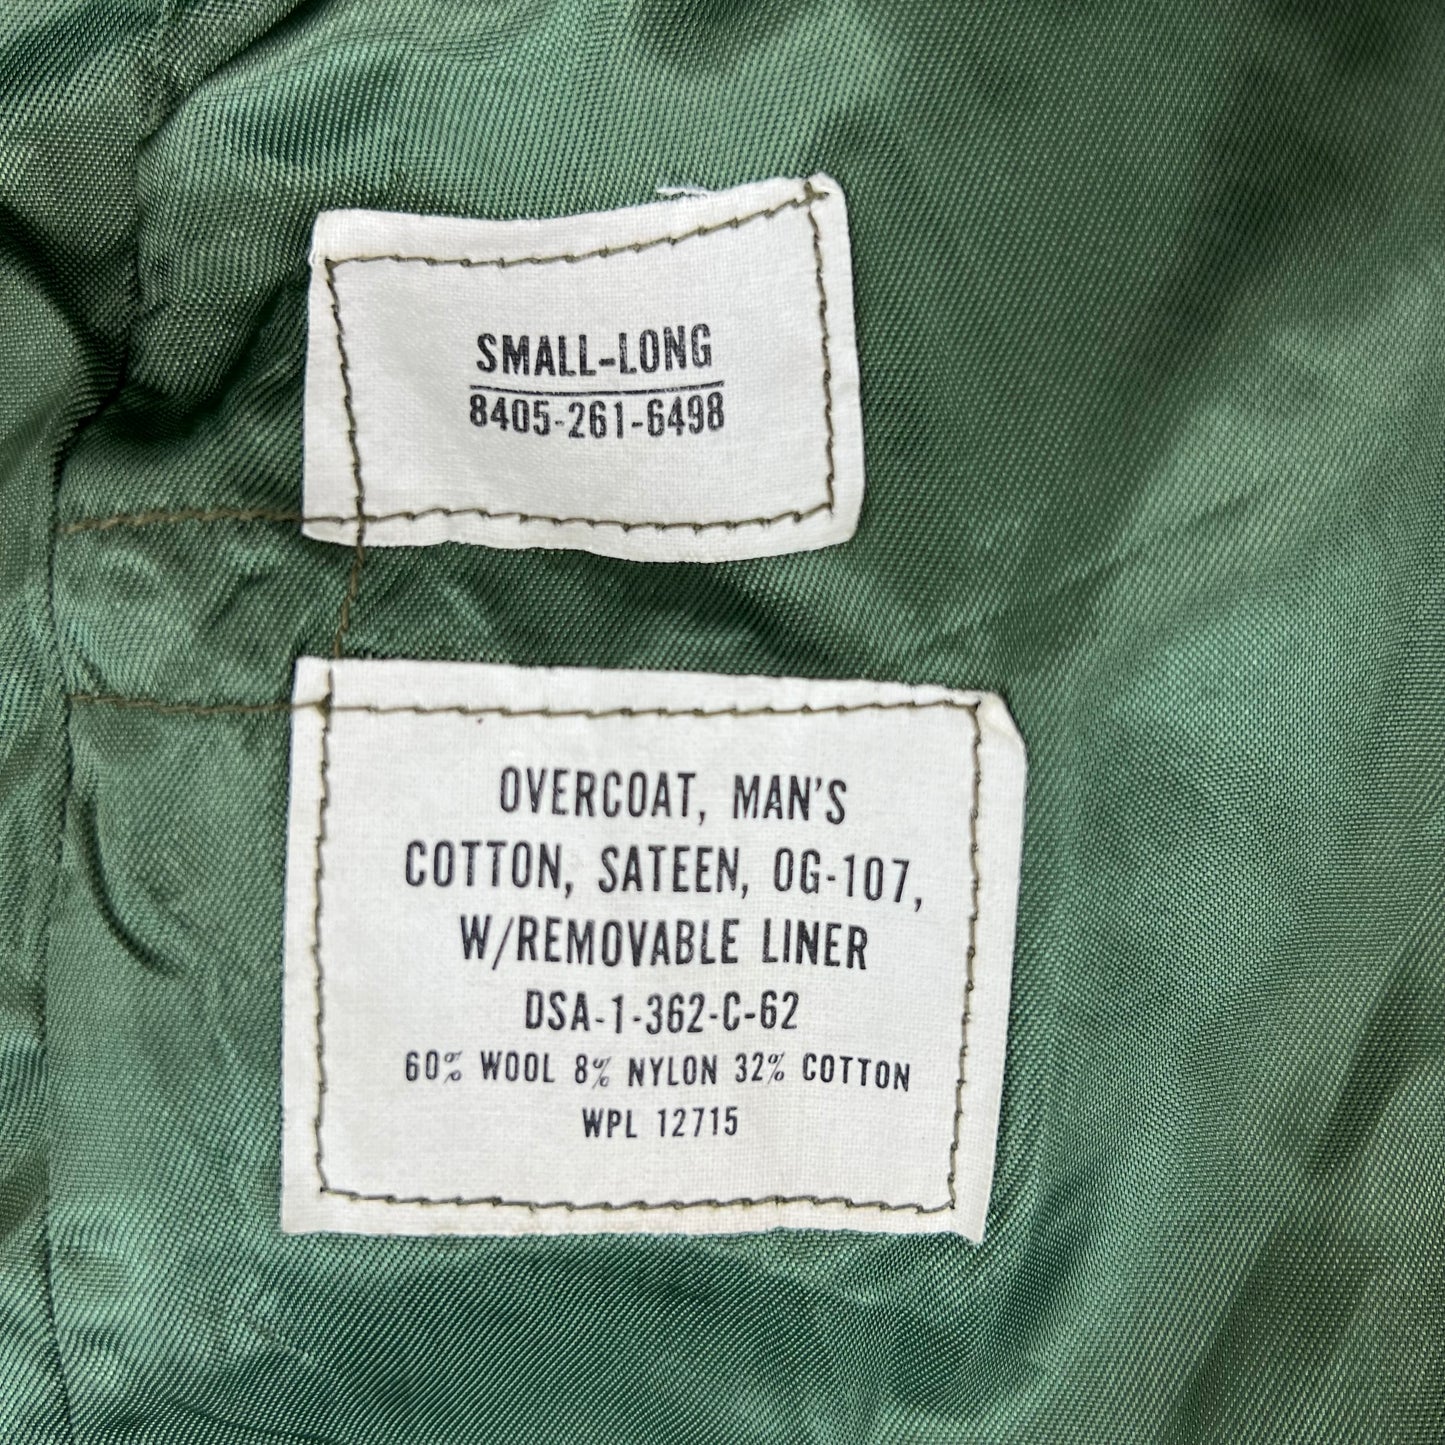 SMALL-LONG
8405-261-6498
OVERCOAT, MAN'S
COTTON, SATEEN, OG-107,
W/REMOVABLE LINER
DSA-1-362-C-62
60% WOOL 8% NYLON 32% COTTON
WPL 12715